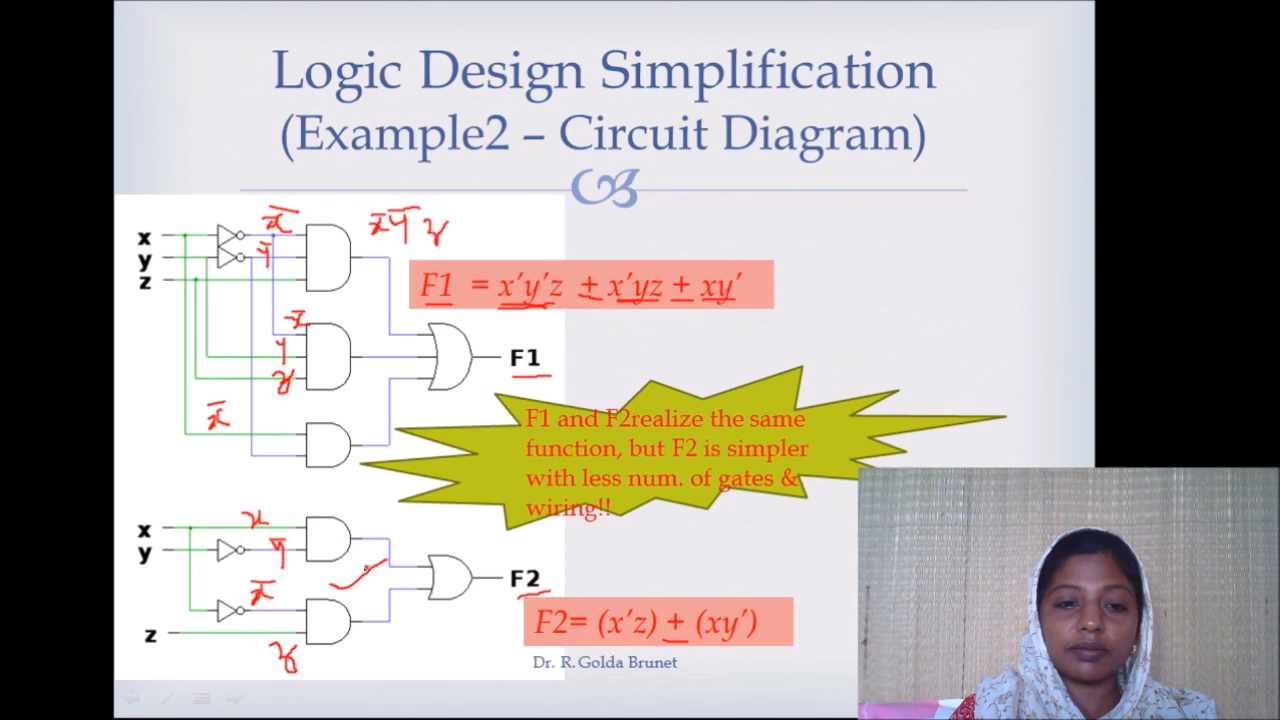 Logic Design Simplification
(Example2 – Circuit Diagram)
x
y
z
x̅
y̅
x̅ y̅ z
F1 = x'y'z + x'yz + xy'
x̅
y
z
F1
x̅
F1 and F2realize the same
function, but F2 is simpler
with less num. of gates &
wiring!!
x
y
x
y̅
x̅
z
z
F2
F2= (x'z) + (xy')
Dr. R. Golda Brunet